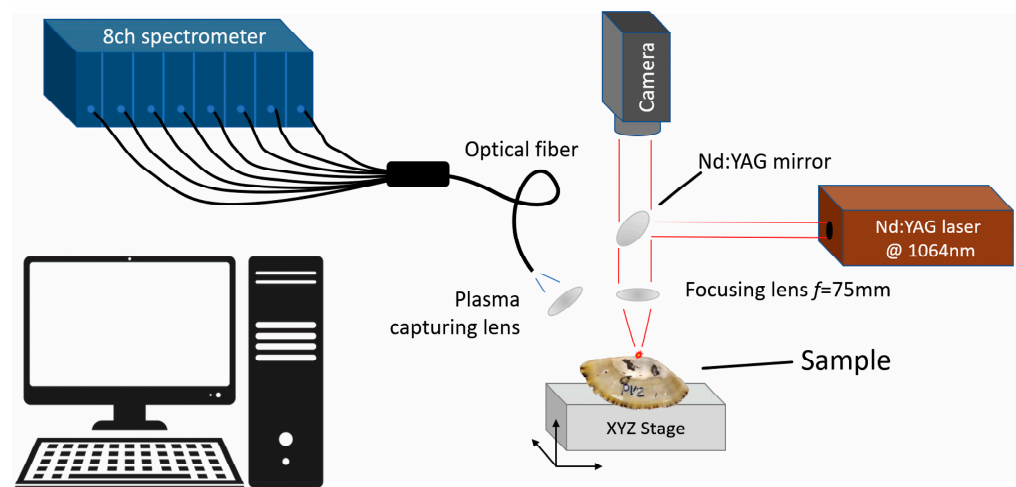 8ch spectrometer
Camera
Optical fiber
Nd:YAG mirror
Nd:YAG laser
@ 1064nm
Plasma
capturing lens
Focusing lens f=75mm
Sample
XYZ Stage